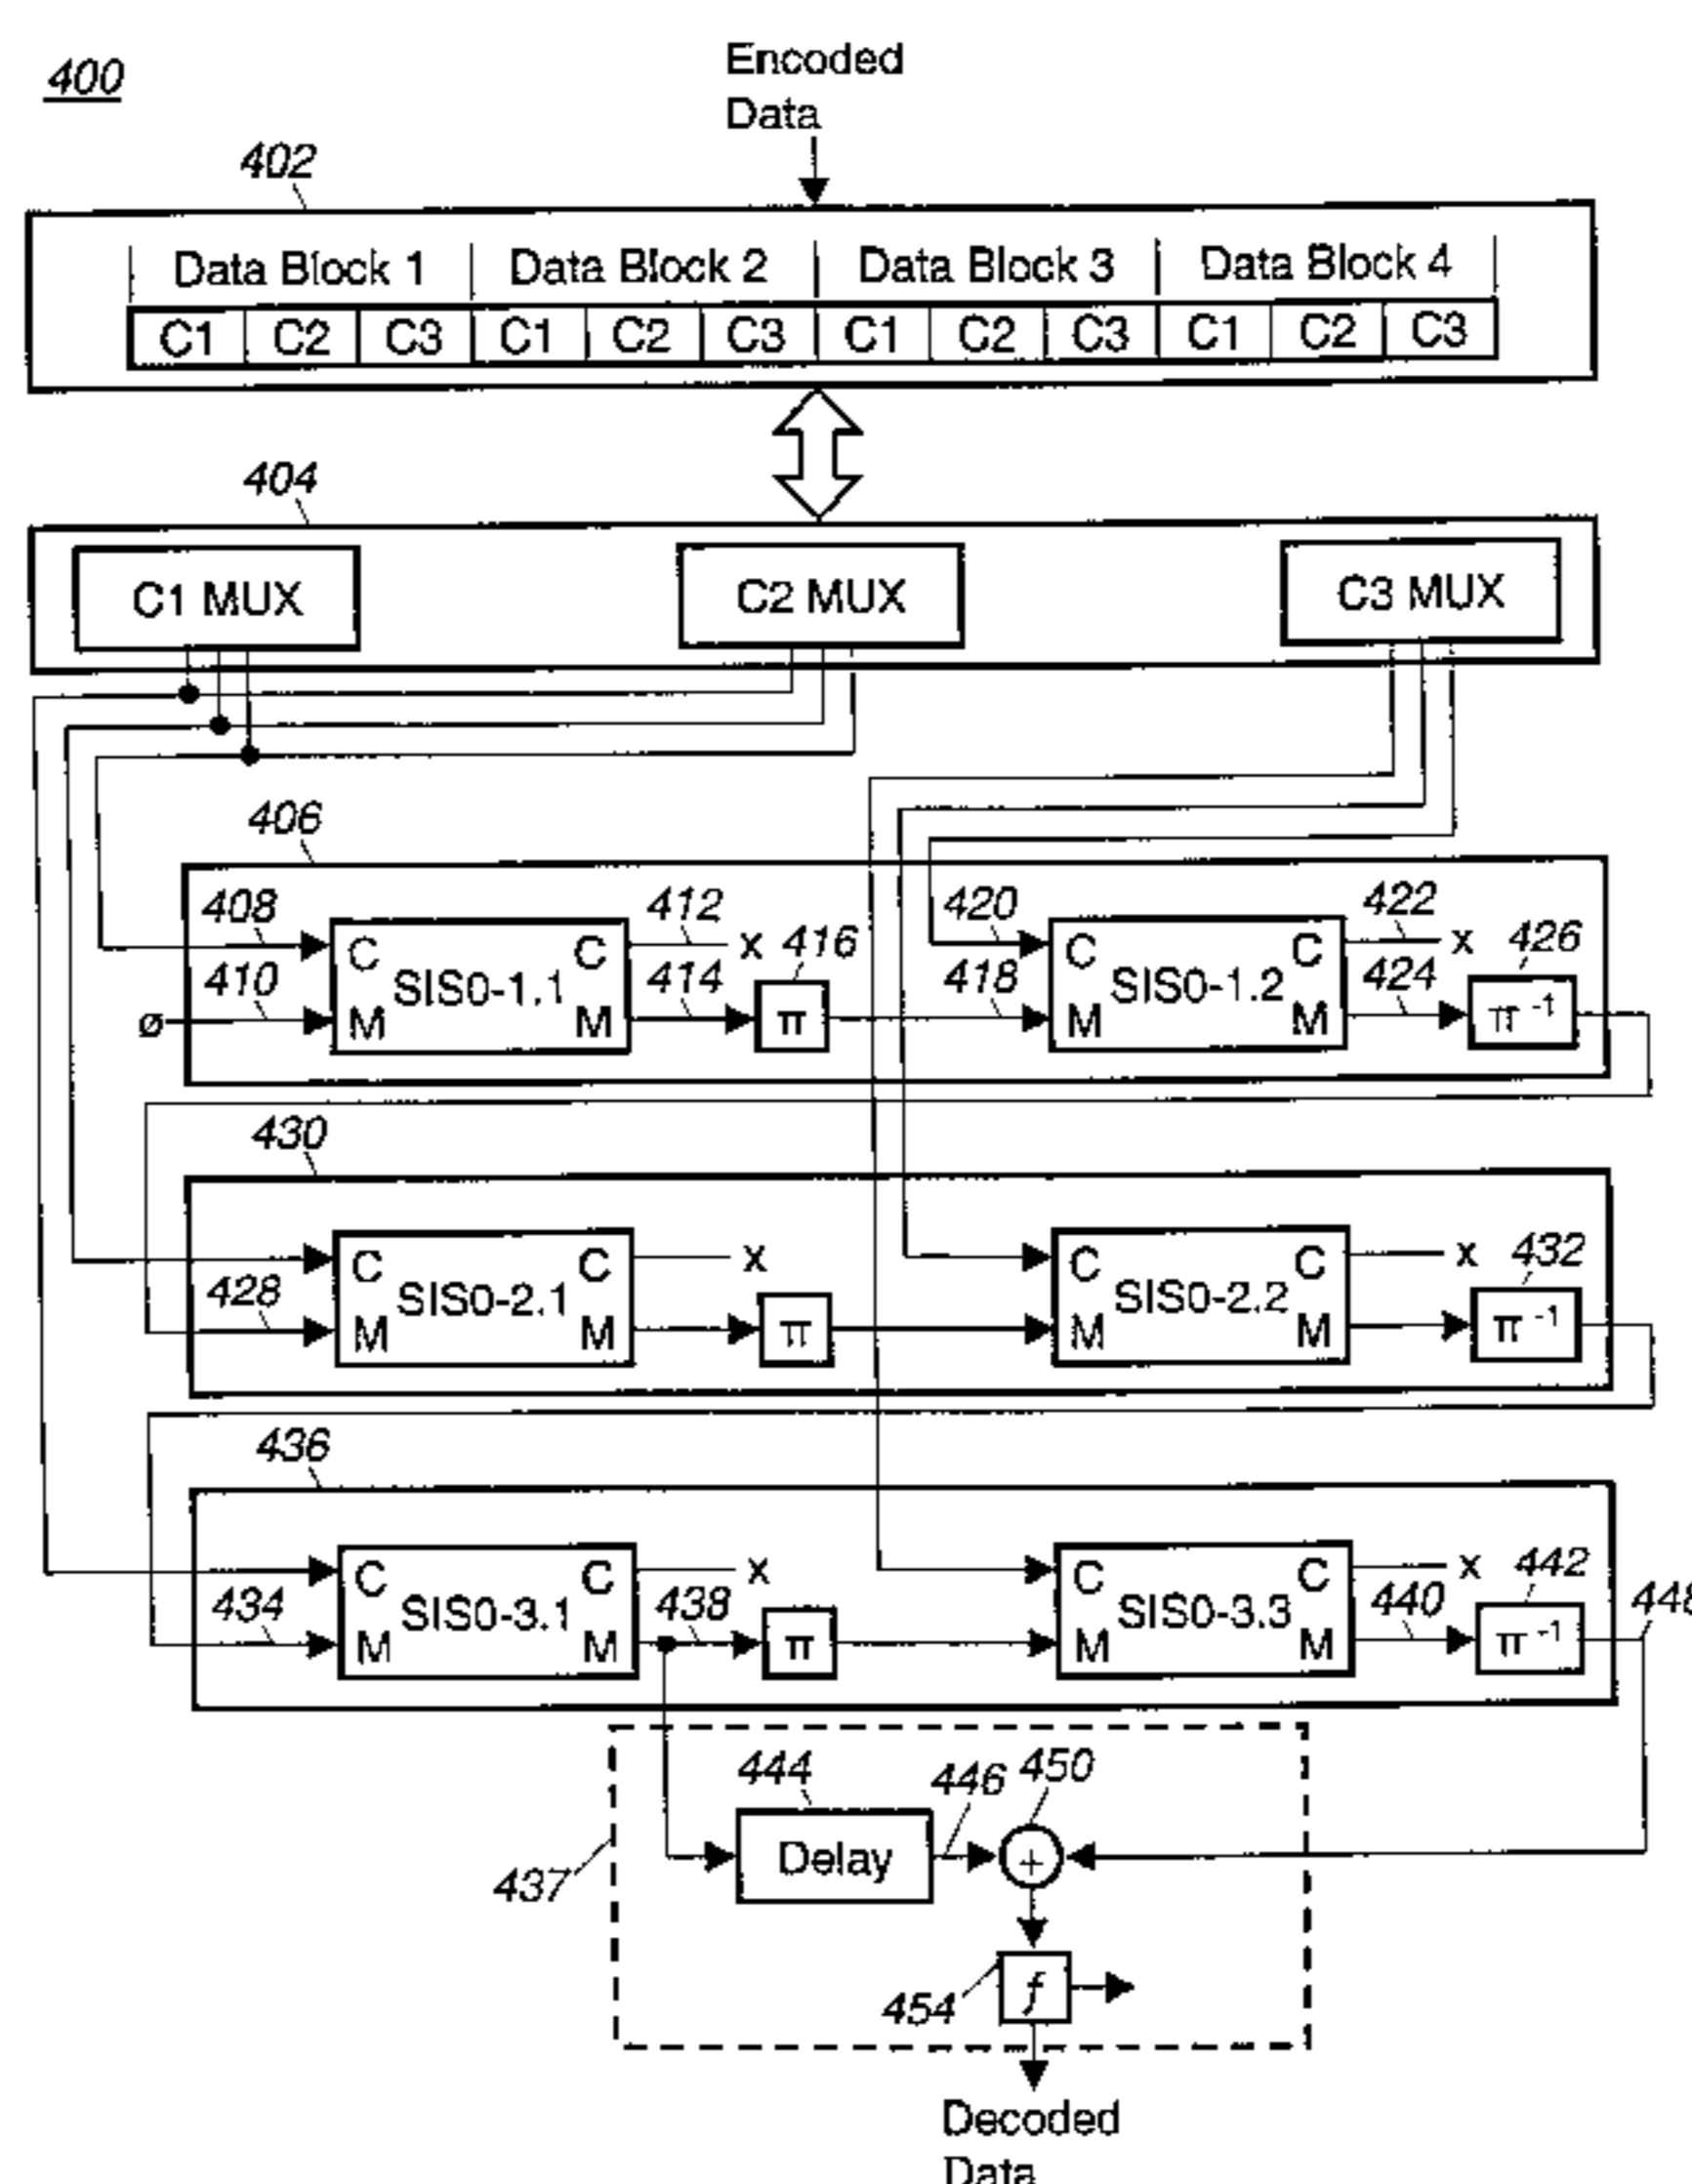 400
Encoded
Data
402
Data Block 1 Data Block 2 Data Block 3 Data Block 4
C1 C2 C3 C1 C2 C3 C1 C2 C3 C1 C2 C3
404
C1 MUX C2 MUX C3 MUX
406
408 412 420 422
C C x 416 C C x 426
410 SIS0-1.1 414 418 SIS0-1.2 424
ø M M π M M π -1
430
C C x C C x 432
428 SIS0-2.1 SIS0-2.2
M M π M M π -1
436
C C x C C x 442
434 SIS0-3.1 438 SIS0-3.3 440 448
M M π M M π -1
444 446 450
Delay +
437
454 f
Decoded
Data